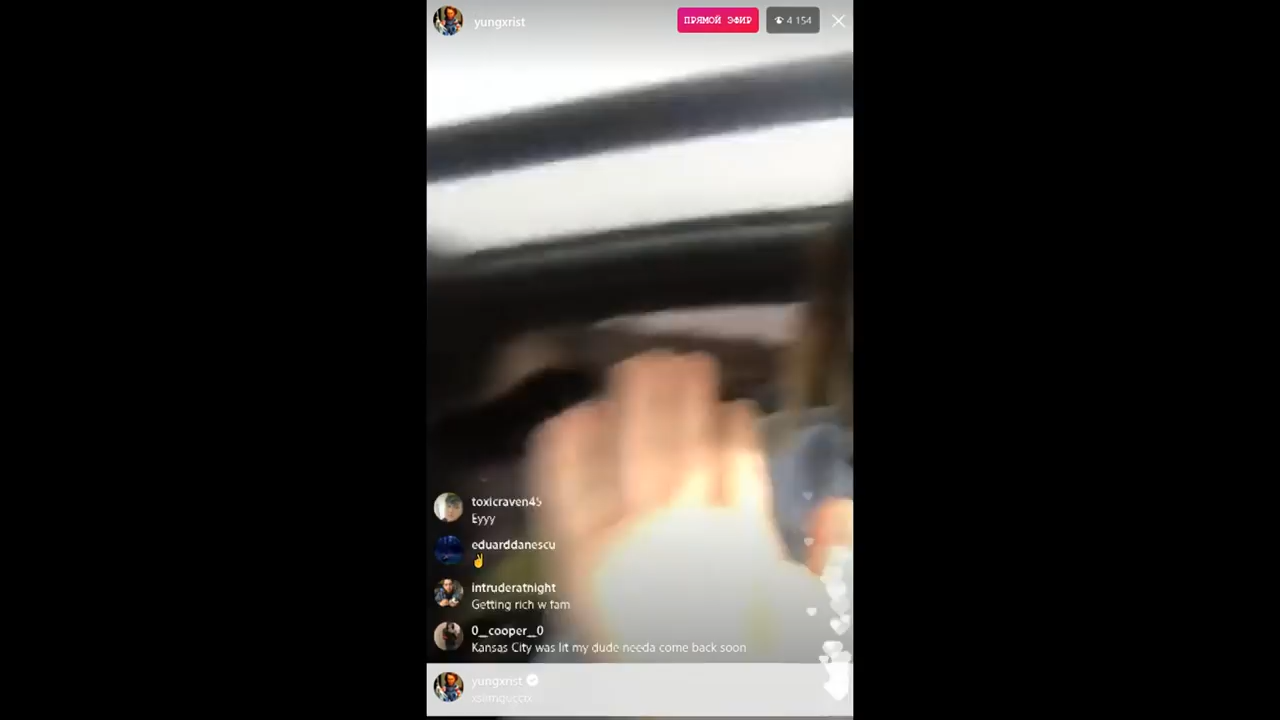 yungxrist
ПРЯМОЙ ЭФИР
4 154
toxicraven45
Eyyy
eduarddanescu
✌
intruderatnight
Getting rich w fam
0_cooper_0
Kansas City was lit my dude needa come back soon
yungxrist